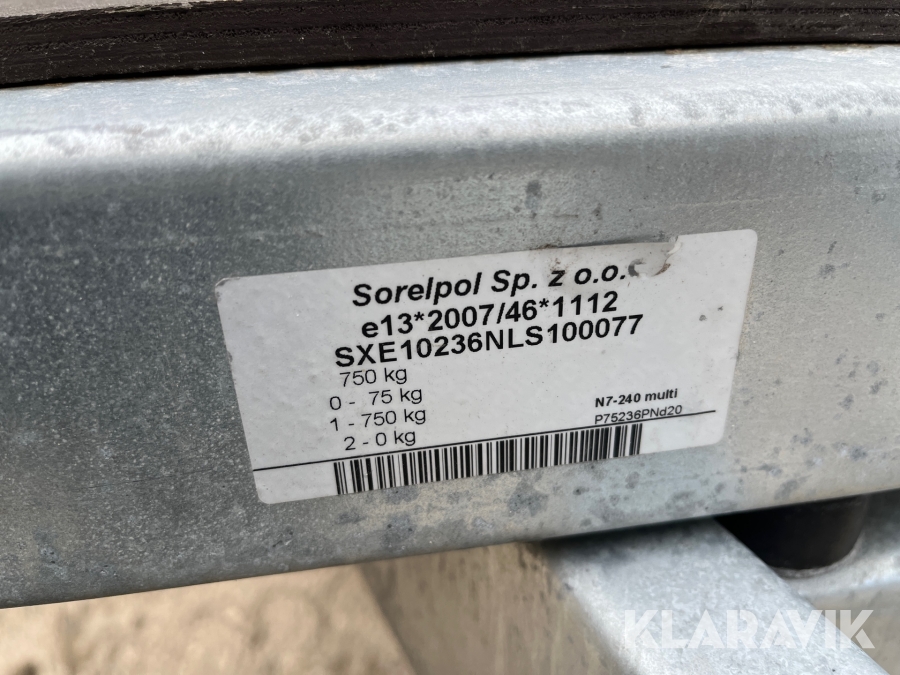 Sorelpol Sp. z o.o.
e13*2007/46*1112
SXE10236NLS100077
750 kg
0 - 75 kg
1 - 750 kg
2 - 0 kg
N7-240 multi
P75236PNd20
KLARAVIK